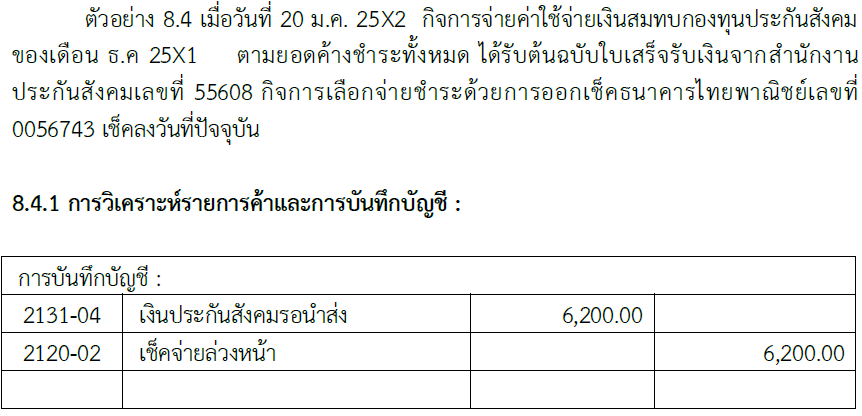 ตัวอย่าง 8.4 เมื่อวันที่ 20 ม.ค. 25X2 กิจการจ่ายค่าใช้จ่ายเงินสมทบกองทุนประกันสังคม
ของเดือน ธ.ค 25X1 ตามยอดค้างชำระทั้งหมด ได้รับต้นฉบับใบเสร็จรับเงินจากสำนักงาน
ประกันสังคมเลขที่ 55608 กิจการเลือกจ่ายชำระด้วยการออกเช็คธนาคารไทยพาณิชย์เลขที่
0056743 เช็คลงวันที่ปัจจุบัน
8.4.1 การวิเคราะห์รายการค้าและการบันทึกบัญชี :
การบันทึกบัญชี :
2131-04 เงินประกันสังคมรอนำส่ง 6,200.00
2120-02 เช็คจ่ายล่วงหน้า 6,200.00